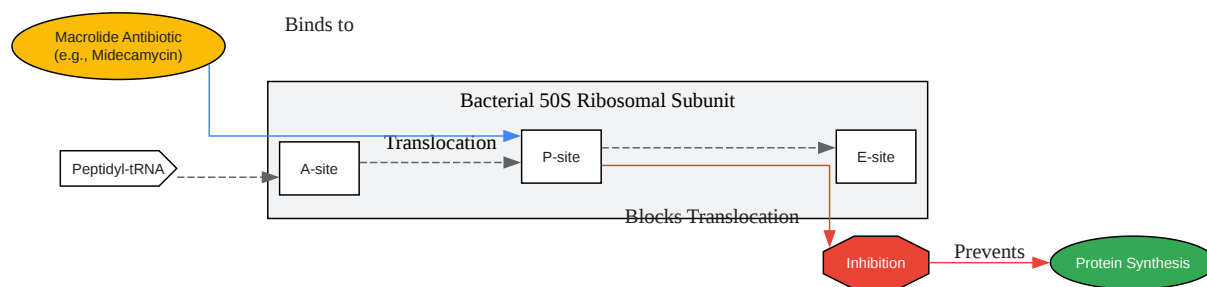 Binds to
Macrolide Antibiotic
(e.g., Midecamycin)
Bacterial 50S Ribosomal Subunit
Translocation
Peptidyl-tRNA
A-site
P-site
E-site
Blocks Translocation
Inhibition
Prevents
Protein Synthesis